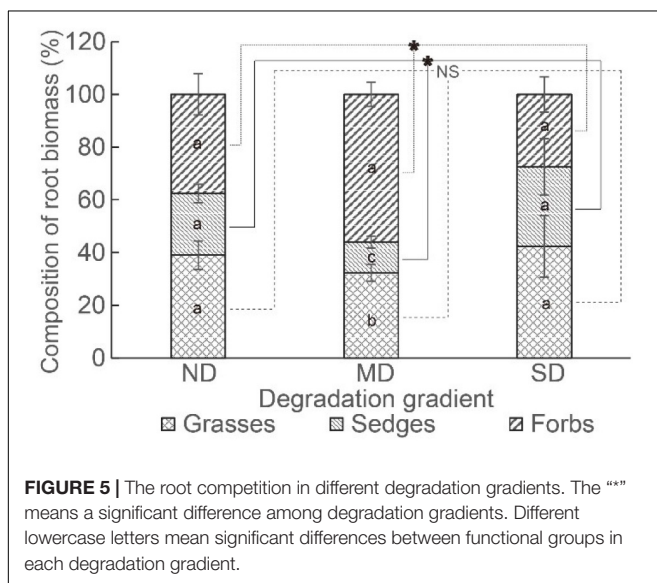 Composition of root biomass (%)
120
100
80
60
40
20
0
*
*
NS
a
a
a
a
c
b
a
a
a
ND
MD
SD
Degradation gradient
Grasses
Sedges
Forbs
FIGURE 5 | The root competition in different degradation gradients. The “*”
means a significant difference among degradation gradients. Different
lowercase letters mean significant differences between functional groups in
each degradation gradient.